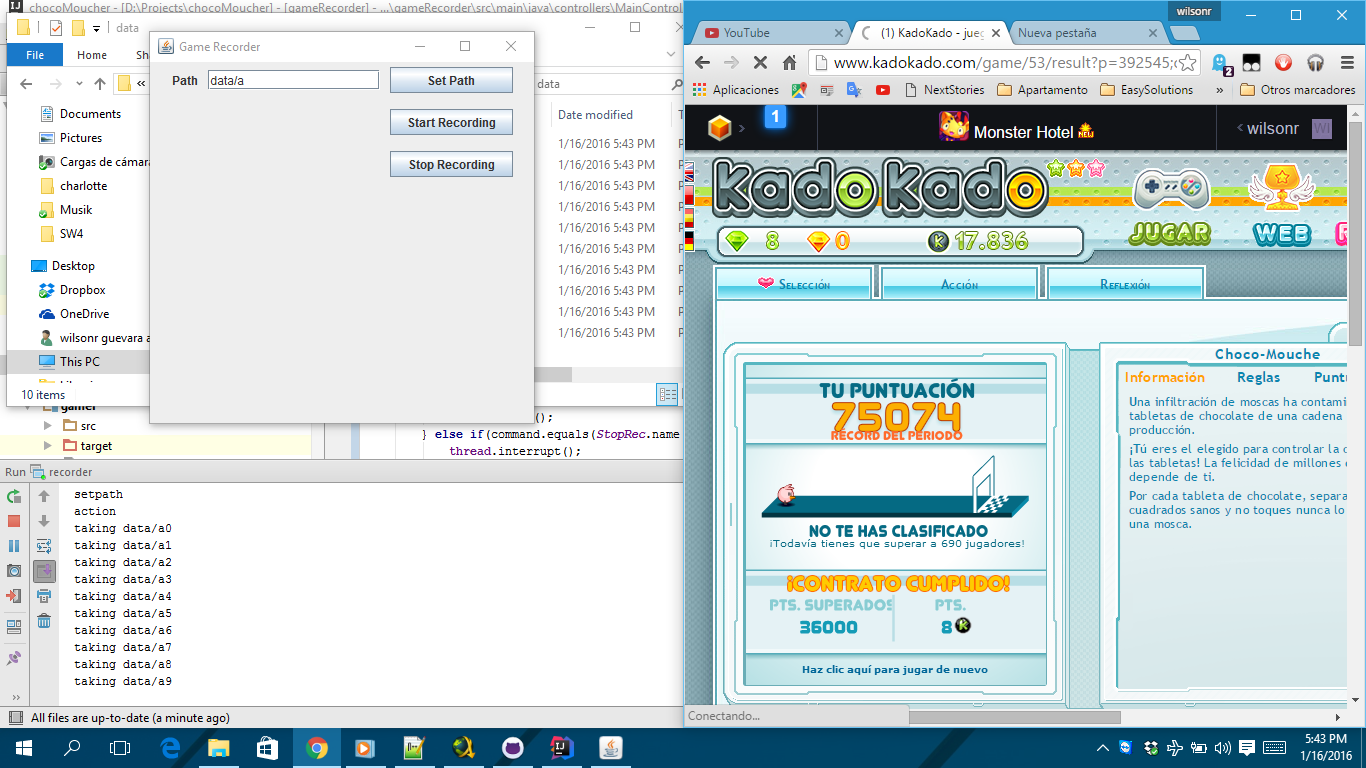 chocoMoucher - [D:\Projects\chocoMoucher] - [gameRecorder] - ...\gameRecorder\src\main\java\controllers\MainControl
data
File
Home
data
Documents
Pictures
Cargas de cámara
charlotte
Musik
SW4
Desktop
Dropbox
OneDrive
wilsonr guevara a
This PC
10 items
Date modified
1/16/2016 5:43 PM
1/16/2016 5:43 PM
1/16/2016 5:43 PM
1/16/2016 5:43 PM
1/16/2016 5:43 PM
1/16/2016 5:43 PM
1/16/2016 5:43 PM
1/16/2016 5:43 PM
1/16/2016 5:43 PM
1/16/2016 5:43 PM
Game Recorder
Path
data/a
Set Path
Start Recording
Stop Recording
gamer
src
target
();
} else if(command.equals(StopRec.name
thread.interrupt();
Run recorder
setpath
action
taking data/a0
taking data/a1
taking data/a2
taking data/a3
taking data/a4
taking data/a5
taking data/a6
taking data/a7
taking data/a8
taking data/a9
All files are up-to-date (a minute ago)
wilsonr
YouTube
(1) KadoKado - jueg
Nueva pestaña
www.kadokado.com/game/53/result?p=392545;
2
Aplicaciones
NextStories
Apartamento
EasySolutions
»
Otros marcadores
1
Monster Hotel NEW
wilsonr
WI
KadoKado
8
0
K 17.836
JUGAR
WEB
Selección
Acción
Reflexión
TU PUNTUACIÓN
75074
RECORD DEL PERIODO
NO TE HAS CLASIFICADO
¡Todavía tienes que superar a 690 jugadores!
¡CONTRATO CUMPLIDO!
PTS. SUPERADOS
PTS.
36000
8 K
Haz clic aquí para jugar de nuevo
Choco-Mouche
Información
Reglas
Puntu
Una infiltración de moscas ha contami
tabletas de chocolate de una cadena
producción.
¡Tú eres el elegido para controlar la c
las tabletas! La felicidad de millones
depende de ti.
Por cada tableta de chocolate, separa
cuadrados sanos y no toques nunca lo
una mosca.
Conectando...
5:43 PM
1/16/2016